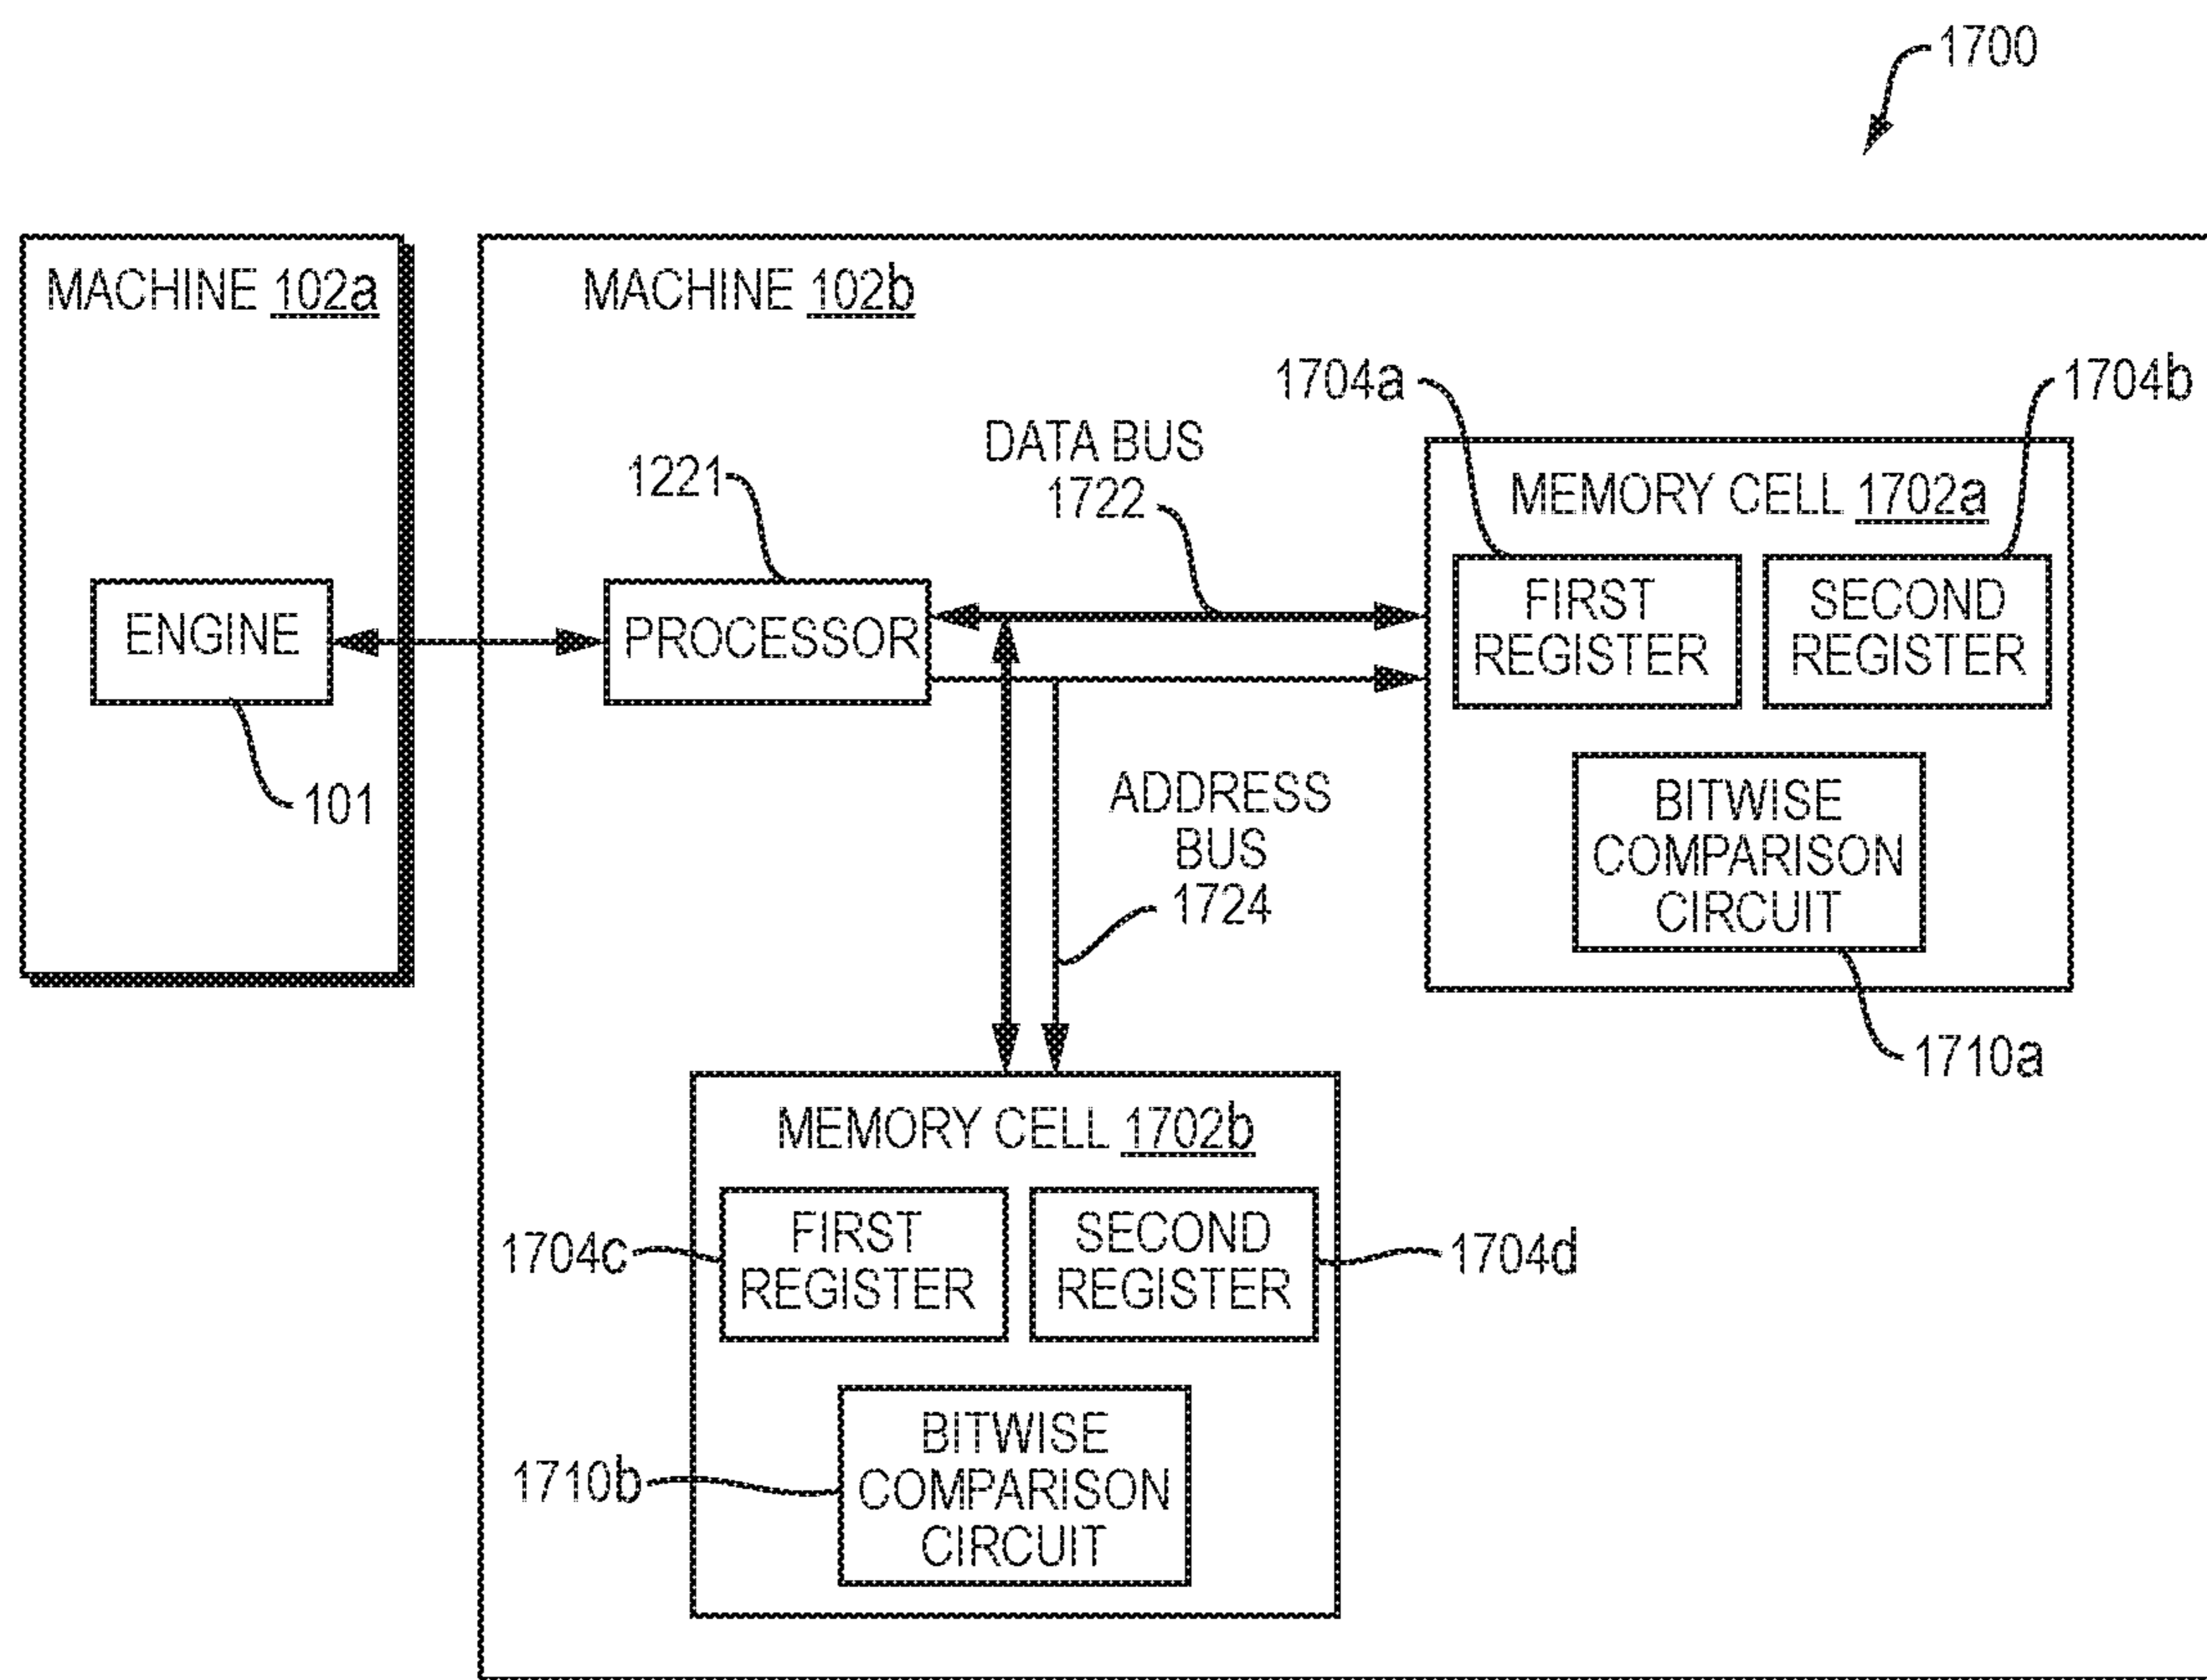 1700
MACHINE 102a
MACHINE 102b
1704a
1704b
DATA BUS
1722
1221
MEMORY CELL 1702a
FIRST
REGISTER
SECOND
REGISTER
ENGINE
PROCESSOR
101
ADDRESS
BUS
1724
BITWISE
COMPARISON
CIRCUIT
1710a
MEMORY CELL 1702b
1704c
FIRST
REGISTER
SECOND
REGISTER
1704d
1710b
BITWISE
COMPARISON
CIRCUIT